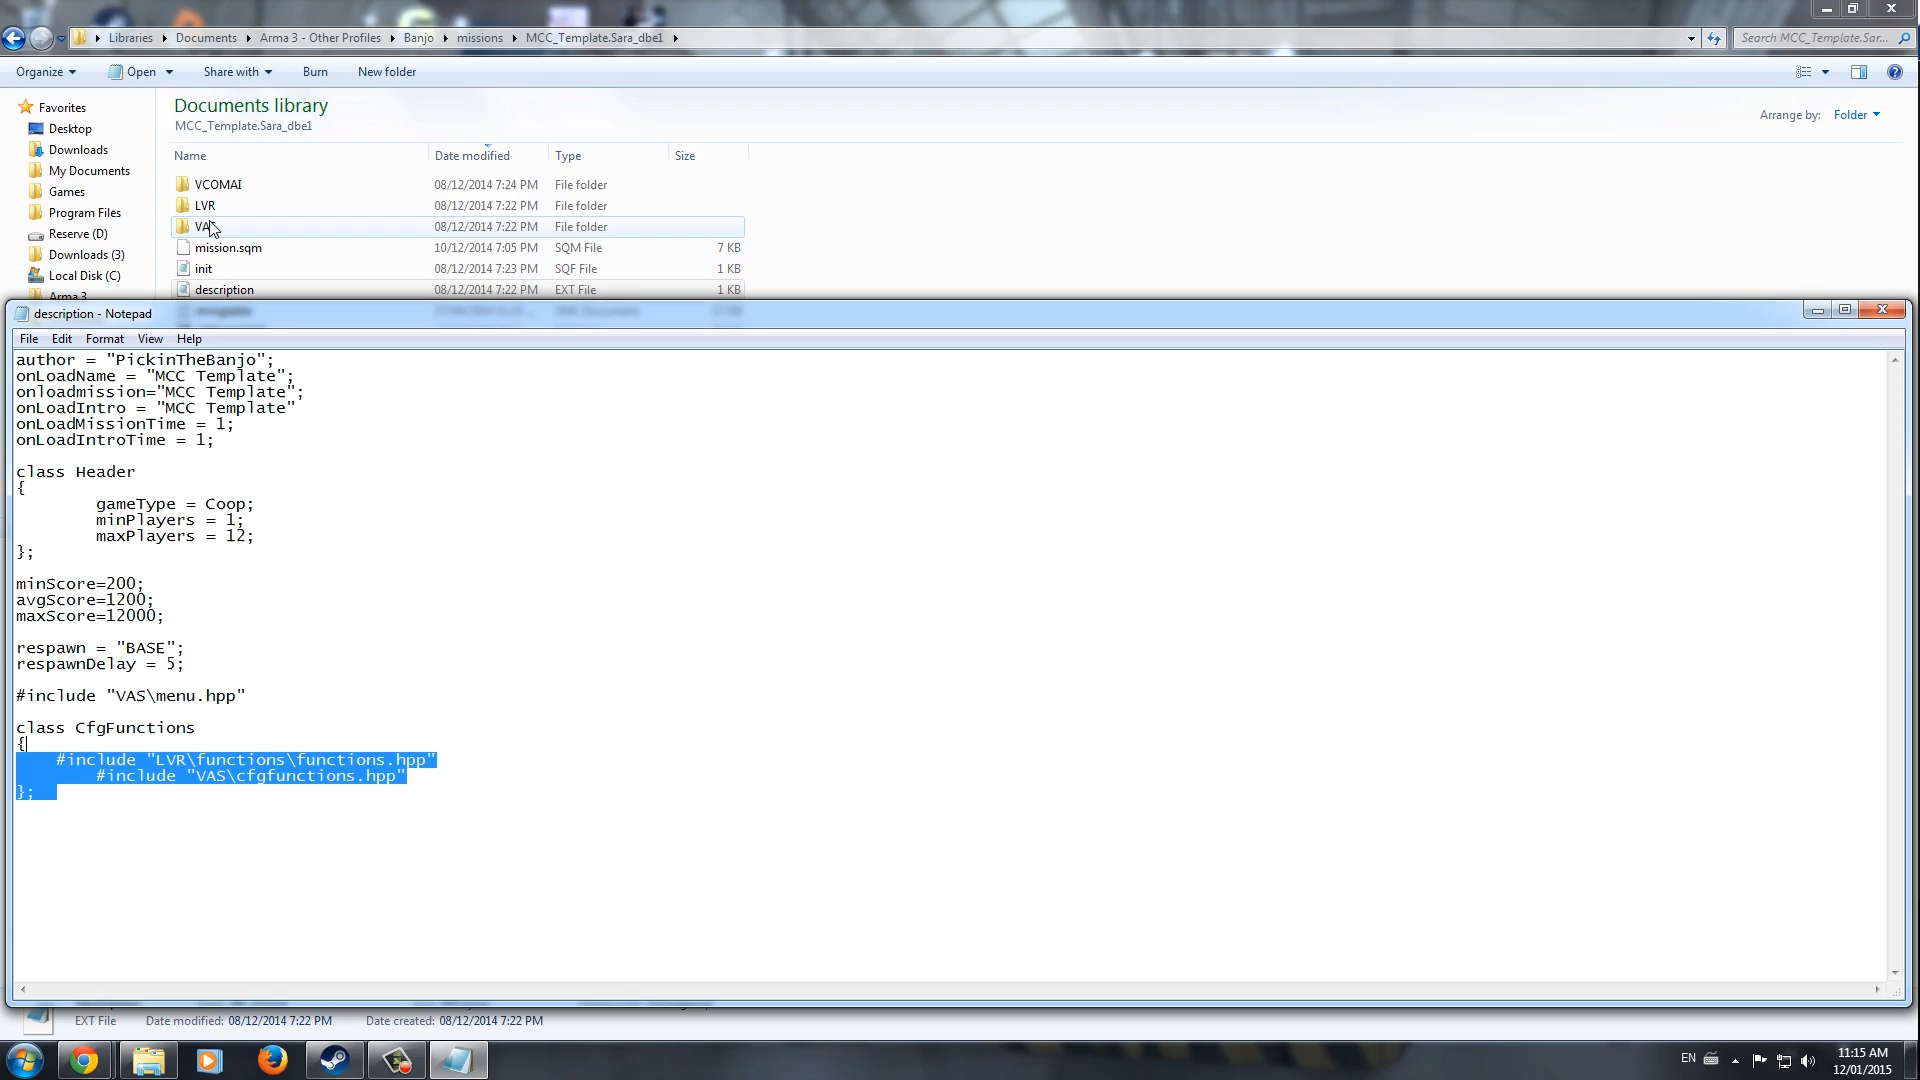 Libraries
Documents
Arma 3 - Other Profiles
Banjo
missions
MCC_Template.Sara_dbe1
Search MCC_Template.Sar...
Organize
Open
Share with
Burn
New folder
Favorites
Desktop
Downloads
My Documents
Games
Program Files
Reserve (D)
Downloads (3)
Local Disk (C)
Arma 3
Documents library
MCC_Template.Sara_dbe1
Arrange by: Folder
Name Date modified Type Size
VCOMAI 08/12/2014 7:24 PM File folder
LVR 08/12/2014 7:22 PM File folder
VAS 08/12/2014 7:22 PM File folder
mission.sqm 10/12/2014 7:05 PM SQM File 7 KB
init 08/12/2014 7:23 PM SQF File 1 KB
description 08/12/2014 7:22 PM EXT File 1 KB
description - Notepad
File Edit Format View Help
author = "PickinTheBanjo";
onLoadName = "MCC Template";
onloadmission="MCC Template";
onLoadIntro = "MCC Template"
onLoadMissionTime = 1;
onLoadIntroTime = 1;
class Header
{
gameType = Coop;
minPlayers = 1;
maxPlayers = 12;
};
minScore=200;
avgScore=1200;
maxScore=12000;
respawn = "BASE";
respawnDelay = 5;
#include "VAS\menu.hpp"
class CfgFunctions
{
#include "LVR\functions\functions.hpp"
#include "VAS\cfgfunctions.hpp"
};
EXT File Date modified: 08/12/2014 7:22 PM Date created: 08/12/2014 7:22 PM
EN
11:15 AM
12/01/2015